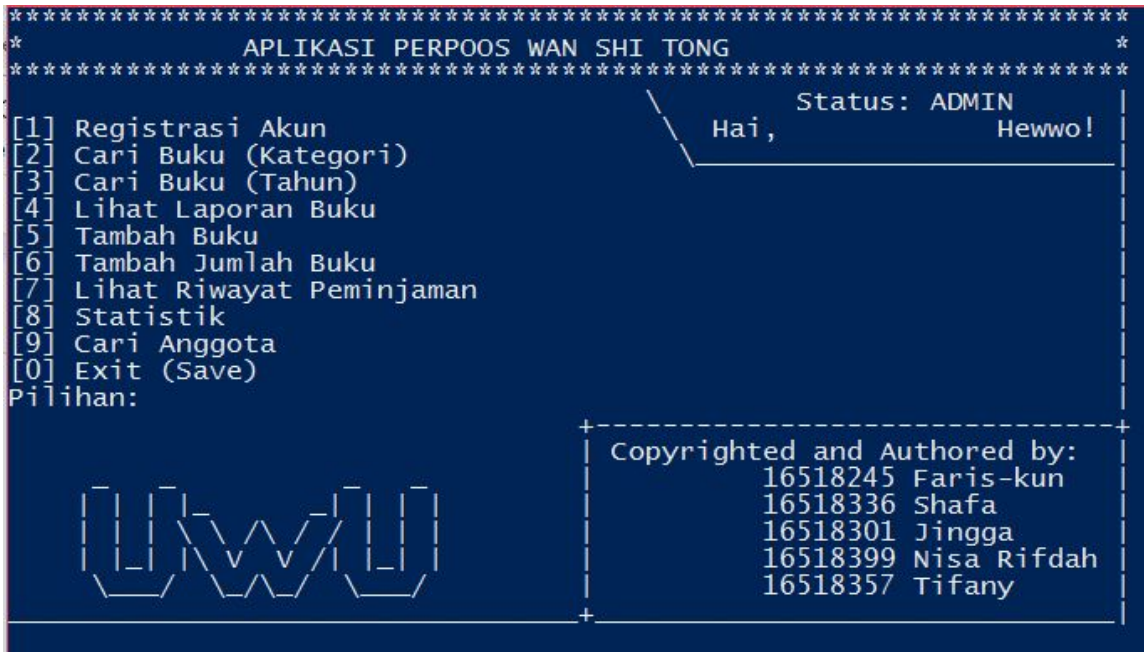 APLIKASI PERPOOS WAN SHI TONG
Status: ADMIN
Hai, Hewwo!
[1] Registrasi Akun
[2] Cari Buku (Kategori)
[3] Cari Buku (Tahun)
[4] Lihat Laporan Buku
[5] Tambah Buku
[6] Tambah Jumlah Buku
[7] Lihat Riwayat Peminjaman
[8] Statistik
[9] Cari Anggota
[0] Exit (Save)
Pilihan:
Copyrighted and Authored by:
16518245 Faris-kun
16518336 Shafa
16518301 Jingga
16518399 Nisa Rifdah
16518357 Tifany
UwU